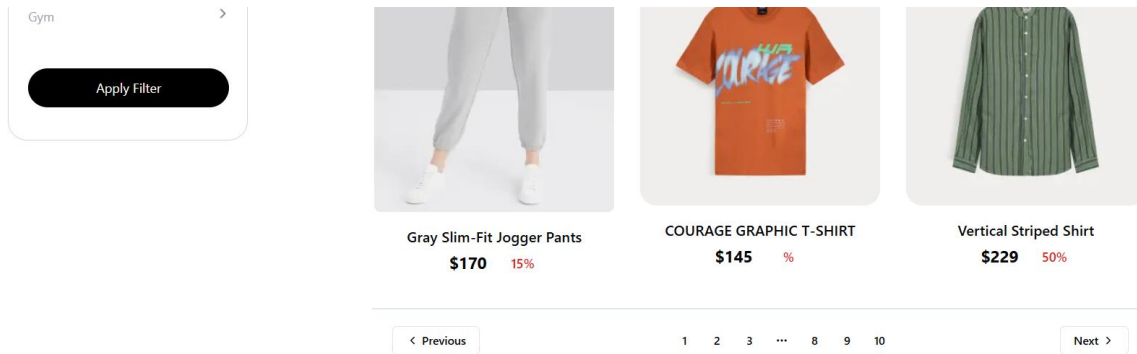 Gym
Apply Filter
COURAGE
Gray Slim-Fit Jogger Pants
$170 15%
COURAGE GRAPHIC T-SHIRT
$145 %
Vertical Striped Shirt
$229 50%
Previous
1 2 3 ... 8 9 10
Next